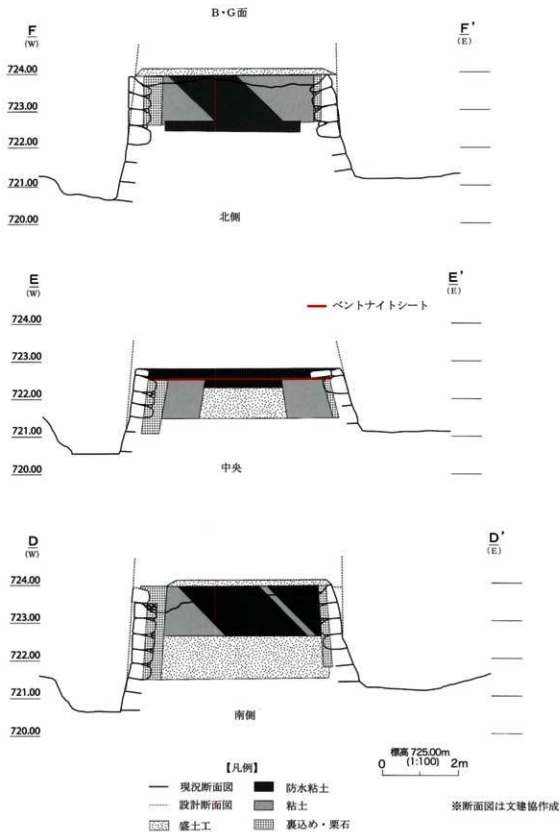 B・G面
F F'
(W) (E)
724.00
723.00
722.00
721.00
720.00
北側
E E'
(W) (E)
ベントナイトシート
724.00
723.00
722.00
721.00
720.00
中央
D D'
(W) (E)
724.00
723.00
722.00
721.00
720.00
南側
【凡例】
現況断面図 防水粘土
設計断面図 粘土
盛土工 裏込め・栗石
標高 725.00m
(1:100)
0 2m
※断面図は文建協作成